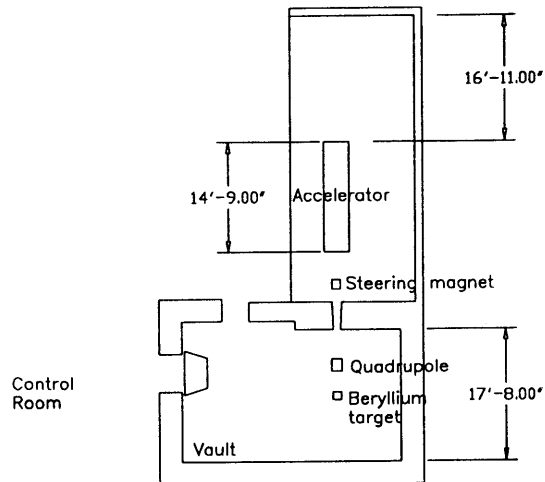 16'-11.00"
14'-9.00"
Accelerator
Steering magnet
Quadrupole
Control
Room
Beryllium
target
17'-8.00"
Vault